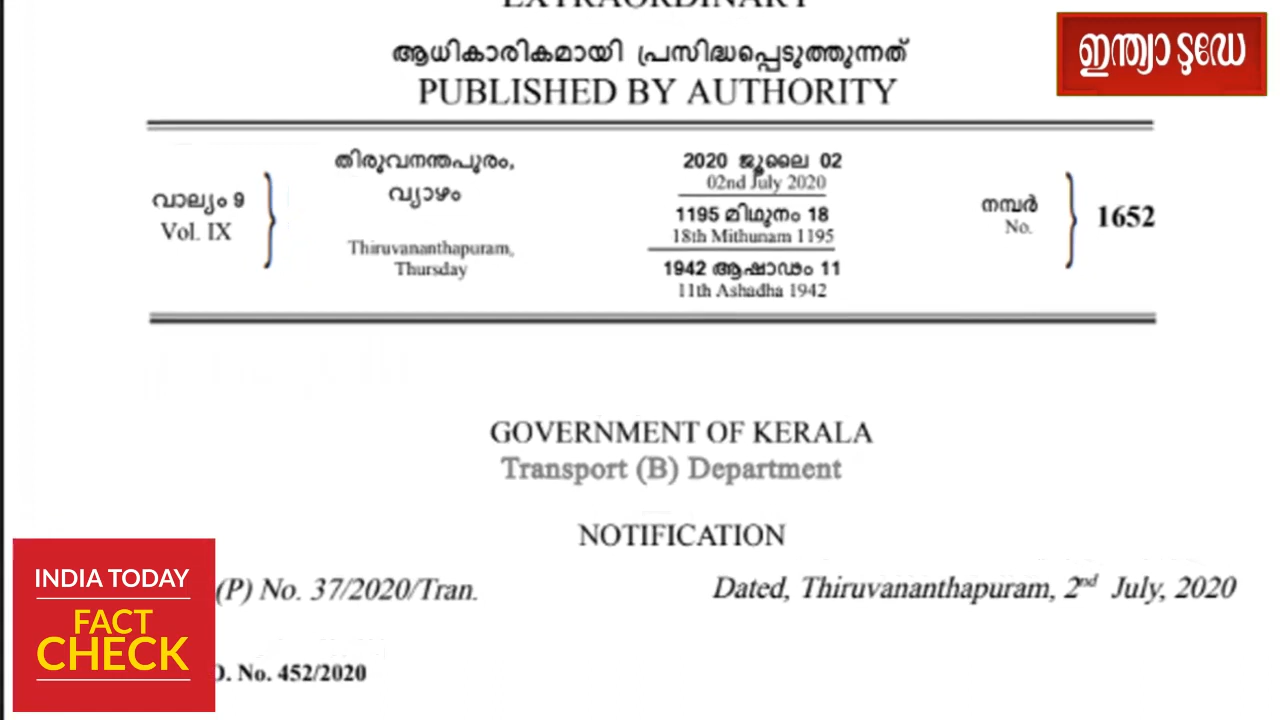 EXTRAORDINARY
ആധികാരികമായി പ്രസിദ്ധപ്പെടുത്തുന്നത്
PUBLISHED BY AUTHORITY
ഇന്ത്യാ ടുഡേ
വാല്യം 9
Vol. IX
തിരുവനന്തപുരം,
വ്യാഴം
Thiruvananthapuram,
Thursday
2020 ജൂലൈ 02
02nd July 2020
1195 മിഥുനം 18
18th Mithunam 1195
1942 ആഷാഢം 11
11th Ashadha 1942
നമ്പർ
No.
1652
GOVERNMENT OF KERALA
Transport (B) Department
NOTIFICATION
(P) No. 37/2020/Tran.
Dated, Thiruvananthapuram, 2nd July, 2020
No. 452/2020
INDIA TODAY
FACT
CHECK